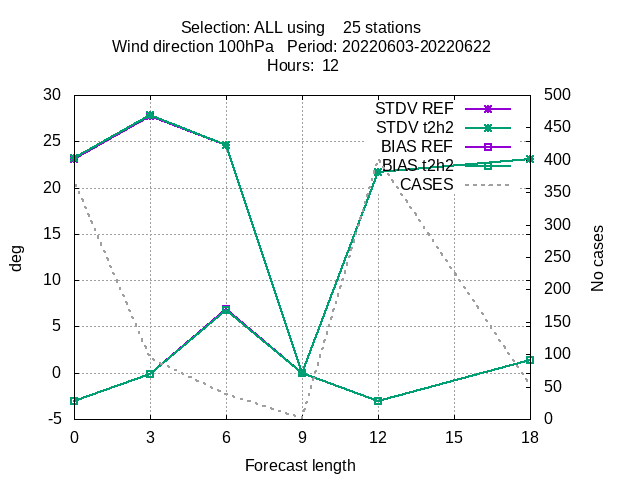 Selection: ALL using    25 stations
Wind direction 100hPa   Period: 20220603-20220622
Hours:  12
30
25
20
15
10
5
0
-5
deg
STDV REF
STDV t2h2
BIAS REF
BIAS t2h2
CASES
500
450
400
350
300
250
200
150
100
50
0
No cases
0 3 6 9 12 15 18
Forecast length